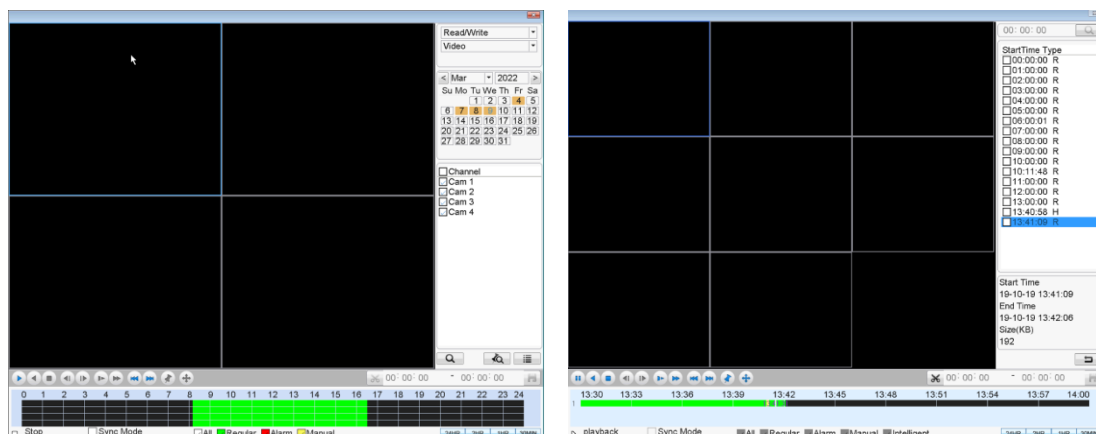 Read/Write
Video
< Mar 2022 >
Su Mo Tu We Th Fr Sa
1 2 3 4 5
6 7 8 9 10 11 12
13 14 15 16 17 18 19
20 21 22 23 24 25 26
27 28 29 30 31
Channel
Cam 1
Cam 2
Cam 3
Cam 4
00: 00: 00 - 00: 00: 00
0 1 2 3 4 5 6 7 8 9 10 11 12 13 14 15 16 17 18 19 20 21 22 23 24
Stop Sync Mode All Regular Alarm Manual 24HR 2HR 1HR 30MIN
00: 00: 00
StartTime Type
00:00:00 R
01:00:00 R
02:00:00 R
03:00:00 R
04:00:00 R
05:00:00 R
06:00:01 R
07:00:00 R
08:00:00 R
09:00:00 R
10:00:00 R
10:11:48 R
11:00:00 R
12:00:00 R
13:00:00 R
13:40:58 H
13:41:09 R
Start Time
19-10-19 13:41:09
End Time
19-10-19 13:42:06
Size(KB)
192
00: 00: 00 - 00: 00: 00
13:30 13:33 13:36 13:39 13:42 13:45 13:48 13:51 13:54 13:57 14:00
1
playback Sync Mode All Regular Alarm Manual Intelligent 24HR 2HR 1HR 30MIN